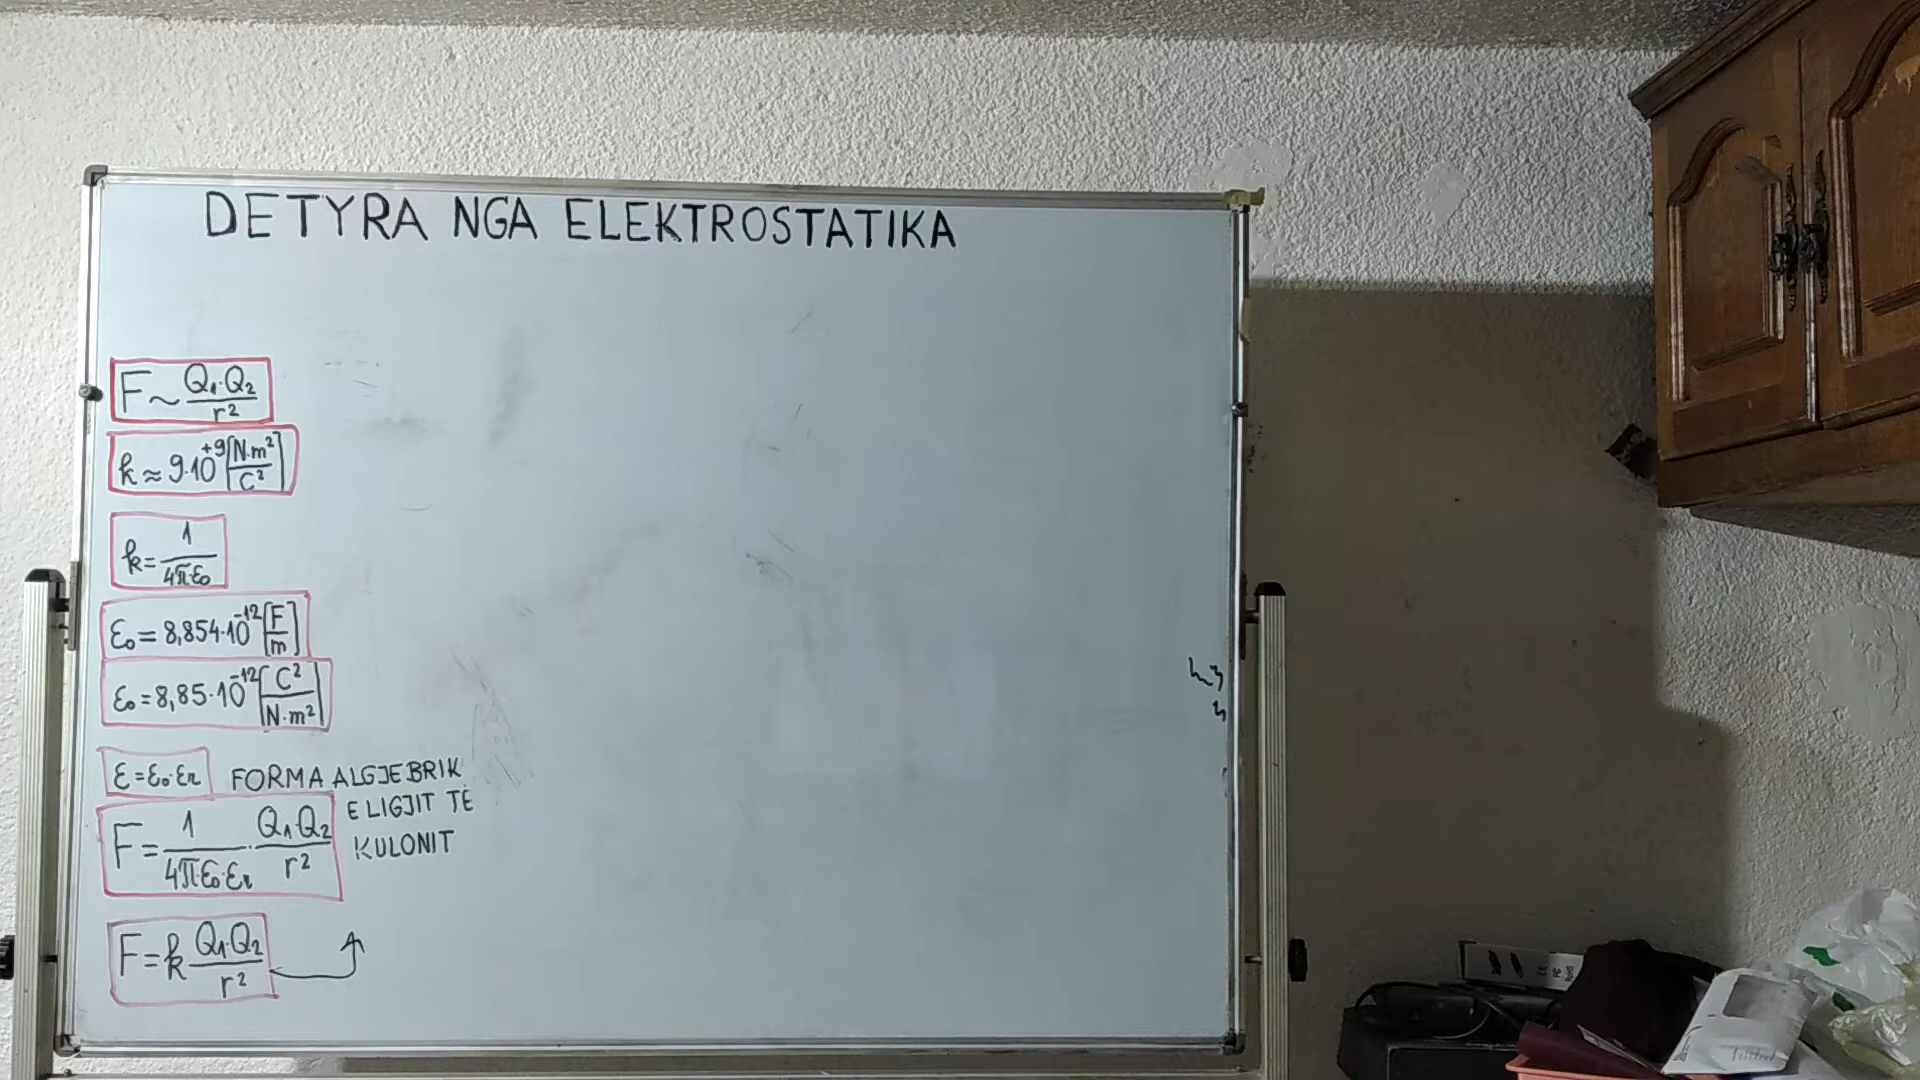 DETYRA NGA ELEKTROSTATIKA
F ~ Q₁·Q₂ / r²
k ≈ 9·10⁺⁹ [N·m² / C²]
k = 1 / 4π·ε₀
ε₀ = 8,854·10⁻¹² [F / m]
ε₀ = 8,85·10⁻¹² [C² / N·m²]
ε = ε₀·εr
FORMA ALGJEBRIK
E LIGJIT TË
KULONIT
F = 1 / 4π·ε₀·εr · Q₁·Q₂ / r²
F = k Q₁·Q₂ / r²